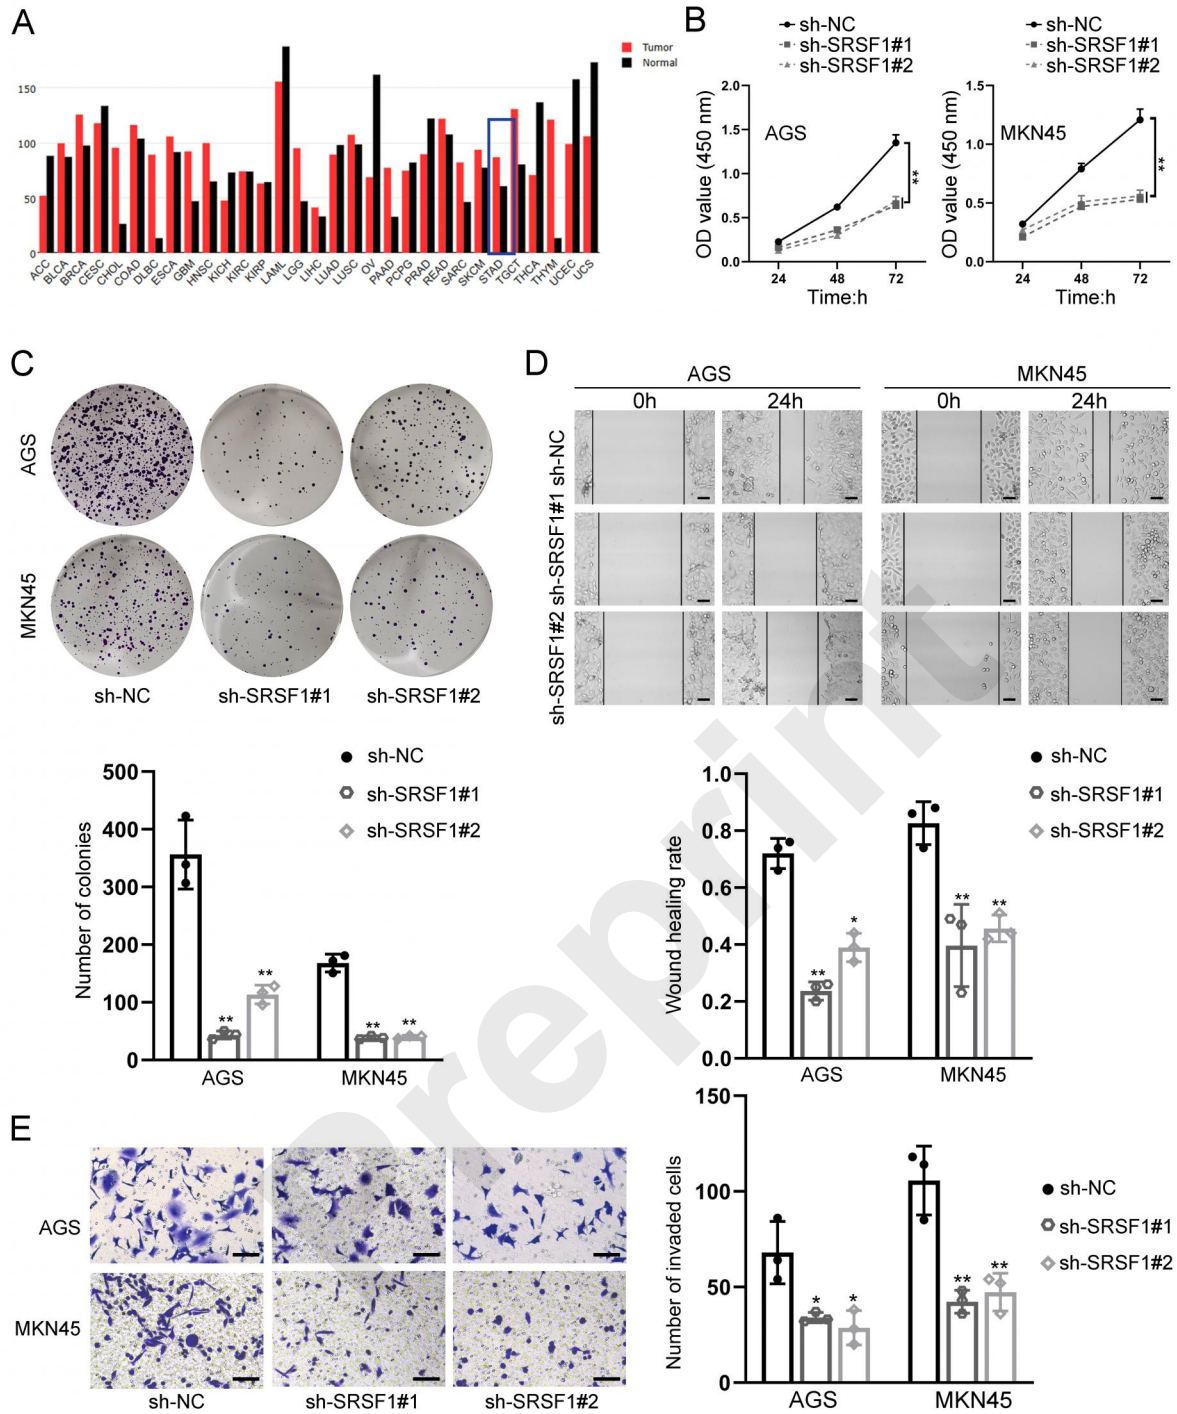 A
Tumor
Normal
150
100
50
0
ACC
BLCA
BRCA
CESC
CHOL
COAD
DLBC
ESCA
GBM
HNSC
KICH
KIRC
KIRP
LAML
LGG
LIHC
LUAD
LUSC
OV
PAAD
PCPG
PRAD
READ
SARC
SKCM
STAD
TGCT
THCA
THYM
UCEC
UCS
B
sh-NC
sh-SRSF1#1
sh-SRSF1#2
OD value (450 nm)
2.0
1.5
1.0
0.5
0.0
AGS
**
24 48 72
Time:h
sh-NC
sh-SRSF1#1
sh-SRSF1#2
OD value (450 nm)
1.5
1.0
0.5
0.0
MKN45
**
24 48 72
Time:h
C
AGS
MKN45
sh-NC sh-SRSF1#1 sh-SRSF1#2
Number of colonies
500
400
300
200
100
0
sh-NC
sh-SRSF1#1
sh-SRSF1#2
** ** ** **
AGS MKN45
D
AGS MKN45
0h 24h 0h 24h
sh-NC
sh-SRSF1#1
sh-SRSF1#2
Wound healing rate
1.0
0.8
0.6
0.4
0.2
0.0
sh-NC
sh-SRSF1#1
sh-SRSF1#2
** * ** **
AGS MKN45
E
AGS
MKN45
sh-NC sh-SRSF1#1 sh-SRSF1#2
Number of invaded cells
150
100
50
0
sh-NC
sh-SRSF1#1
sh-SRSF1#2
* * ** **
AGS MKN45
Preprint